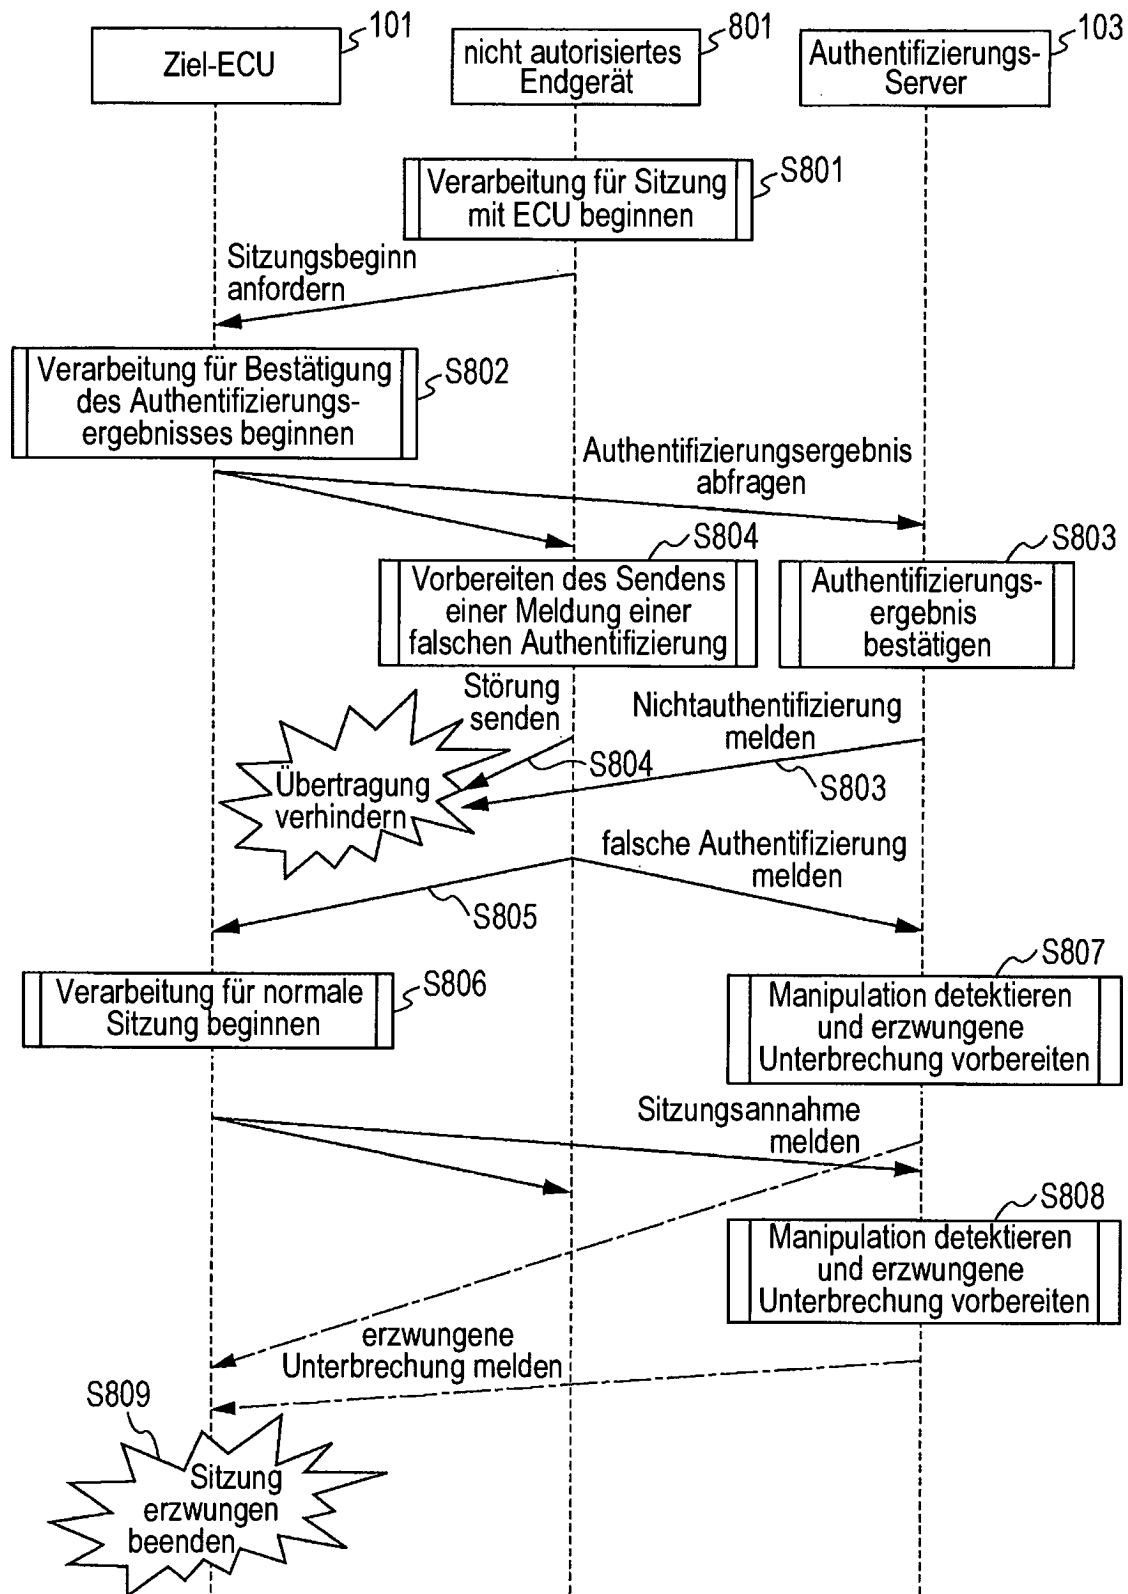 101
801
103
Ziel-ECU
nicht autorisiertes
Endgerät
Authentifizierungs-
Server
S801
Verarbeitung für Sitzung
mit ECU beginnen
Sitzungsbeginn
anfordern
S802
Verarbeitung für Bestätigung
des Authentifizierungs-
ergebnisses beginnen
Authentifizierungsergebnis
abfragen
S804
S803
Vorbereiten des Sendens
einer Meldung einer
falschen Authentifizierung
Authentifizierungs-
ergebnis
bestätigen
Störung
senden
Nichtauthentifizierung
melden
S804
S803
Übertragung
verhindern
falsche Authentifizierung
melden
S805
S806
Verarbeitung für normale
Sitzung beginnen
S807
Manipulation detektieren
und erzwungene
Unterbrechung vorbereiten
Sitzungsannahme
melden
S808
Manipulation detektieren
und erzwungene
Unterbrechung vorbereiten
erzwungene
Unterbrechung melden
S809
Sitzung
erzwungen
beenden